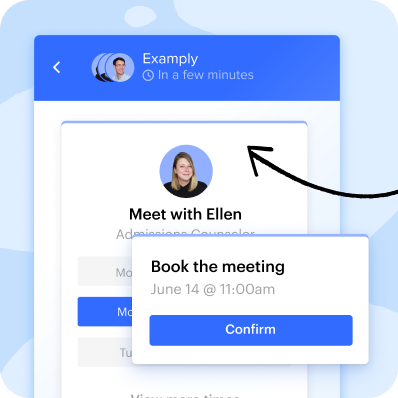 Examply
In a few minutes
Meet with Ellen
Admissions Counselor
Mo
Book the meeting
June 14 @ 11:00am
Mo
Confirm
Tu
View more times